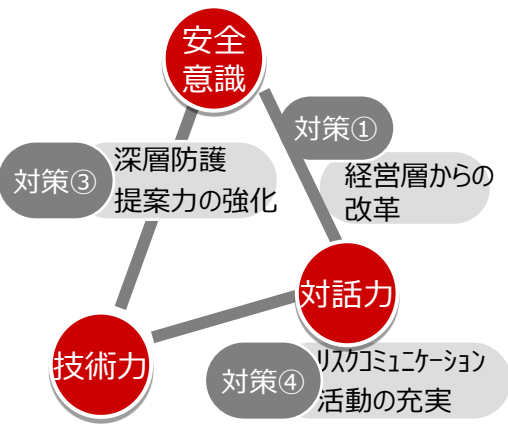 安全
意識
対策①
経営層からの
改革
対策③
深層防護
提案力の強化
対話力
技術力
対策④
ﾘｽｸｺﾐｭﾆｹｰｼｮﾝ
活動の充実